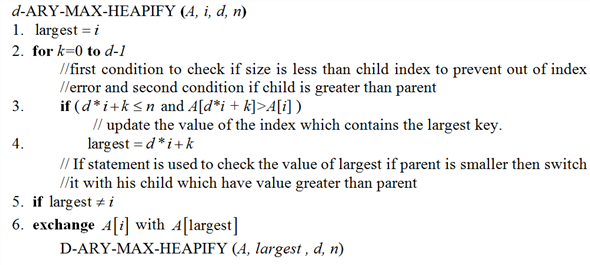 d-ARY-MAX-HEAPIFY (A, i, d, n)
1. largest = i
2. for k=0 to d-1
//first condition to check if size is less than child index to prevent out of index
//error and second condition if child is greater than parent
3. if ( d * i + k ≤ n and A[d*i + k]>A[i] )
// update the value of the index which contains the largest key.
4. largest = d * i + k
// If statement is used to check the value of largest if parent is smaller then switch
//it with his child which have value greater than parent
5. if largest ≠ i
6. exchange A[i] with A[largest]
D-ARY-MAX-HEAPIFY (A, largest , d, n)